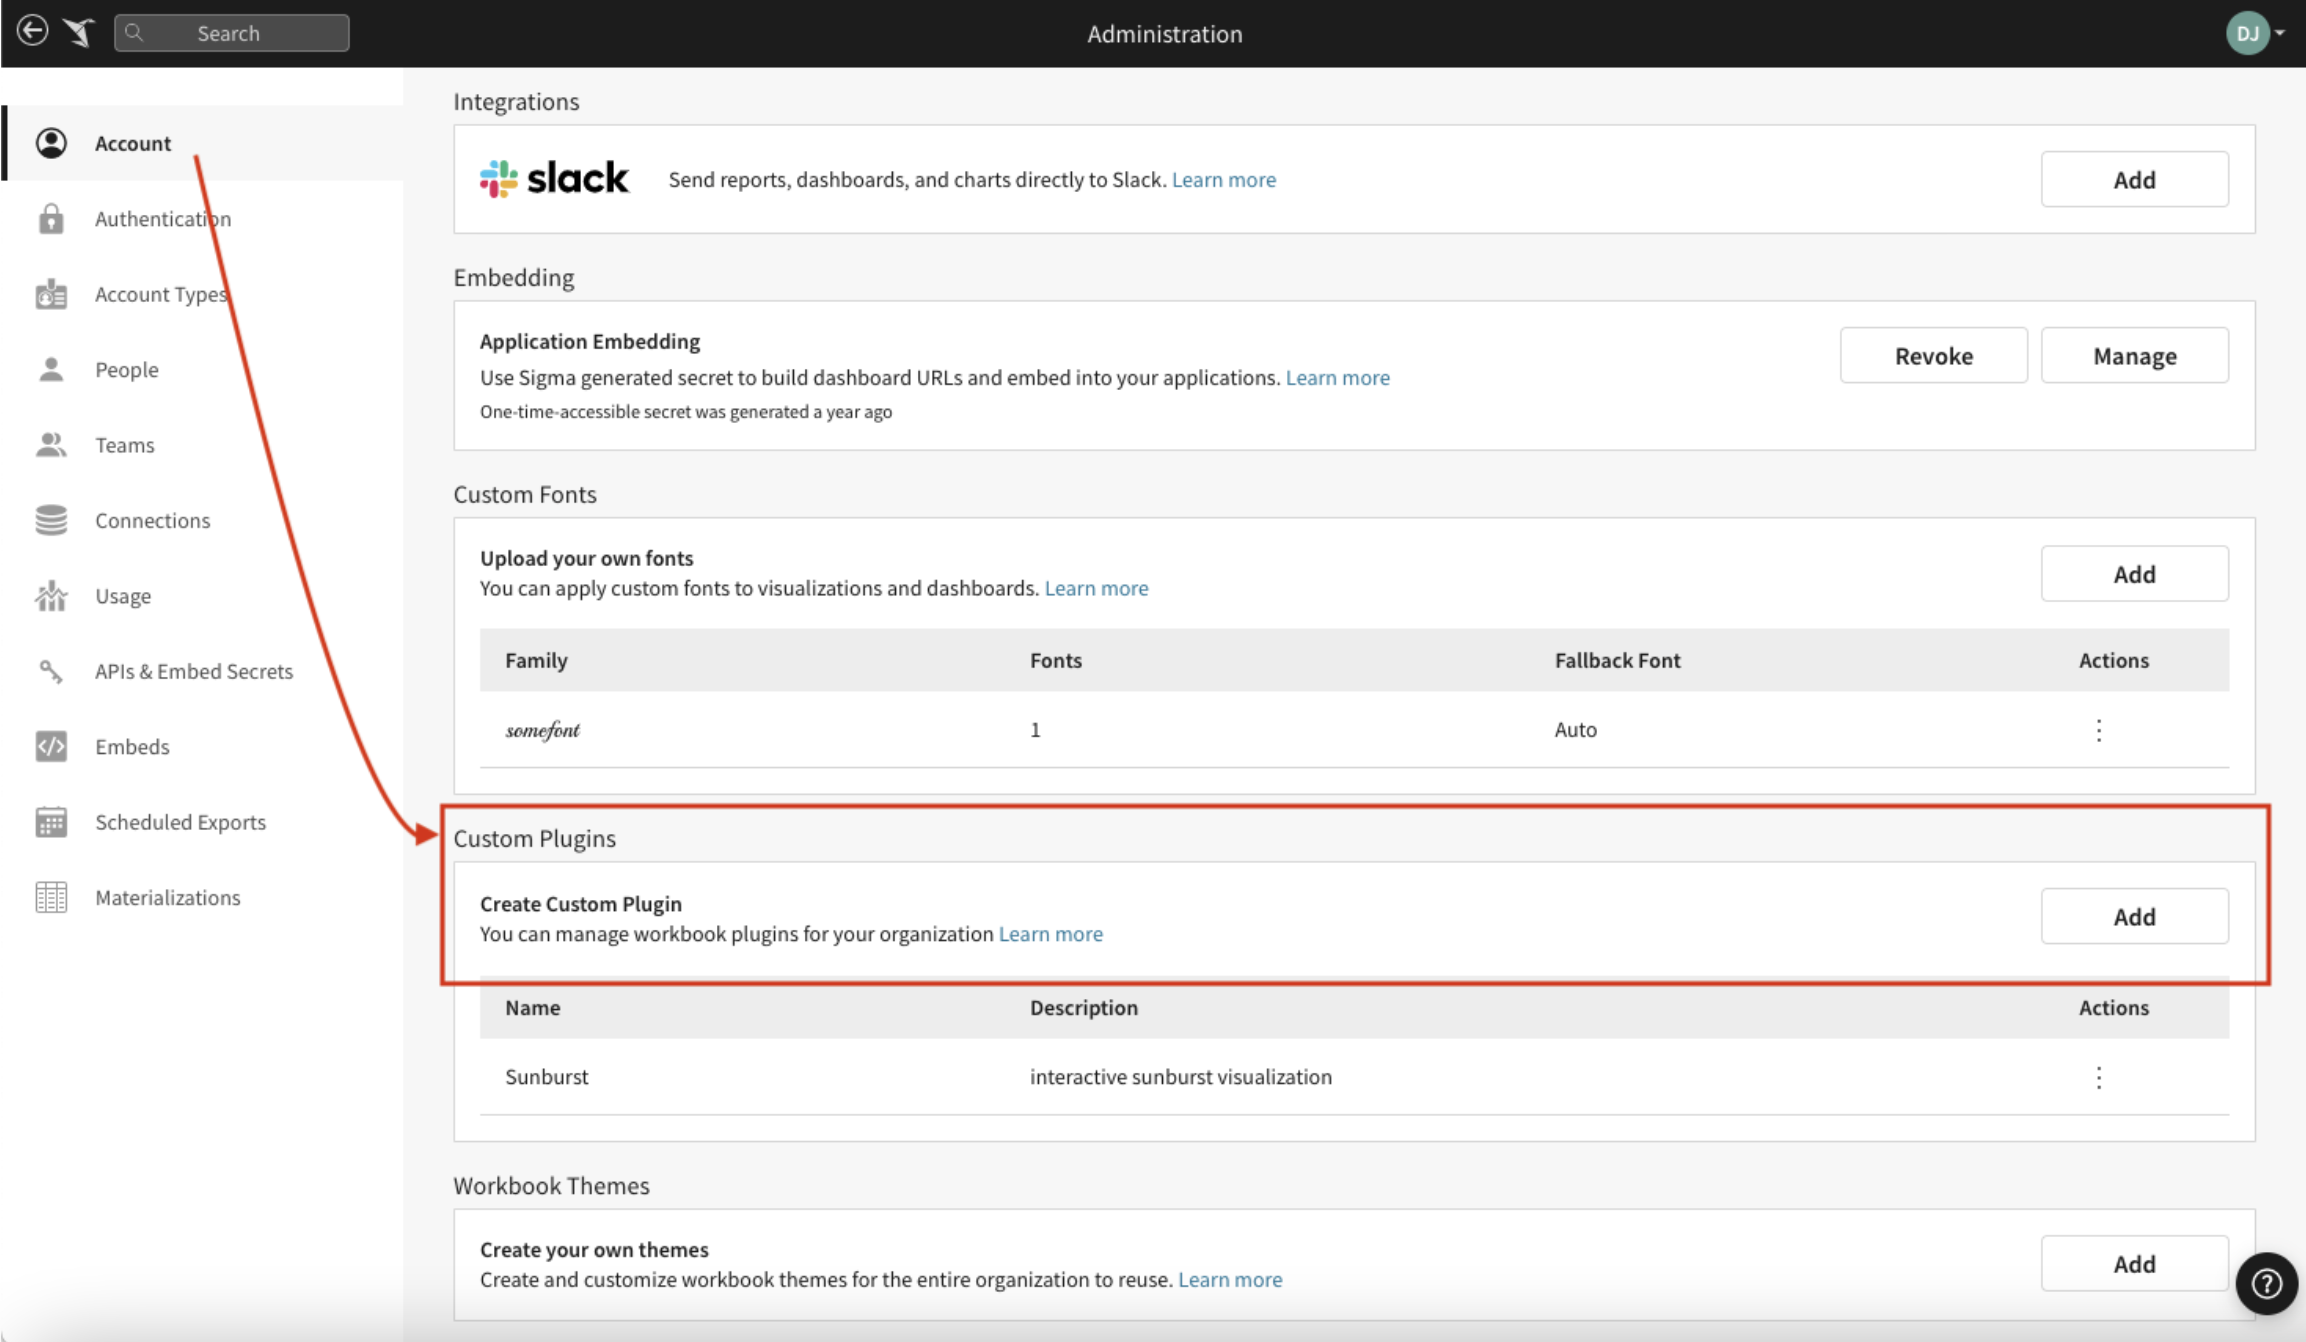 Search
Administration
DJ
Account
Authentication
Account Types
People
Teams
Connections
Usage
APIs & Embed Secrets
Embeds
Scheduled Exports
Materializations
Integrations
slack
Send reports, dashboards, and charts directly to Slack. Learn more
Add
Embedding
Application Embedding
Use Sigma generated secret to build dashboard URLs and embed into your applications. Learn more
One-time-accessible secret was generated a year ago
Revoke
Manage
Custom Fonts
Upload your own fonts
You can apply custom fonts to visualizations and dashboards. Learn more
Add
Family Fonts Fallback Font Actions
somefont 1 Auto
Custom Plugins
Create Custom Plugin
You can manage workbook plugins for your organization Learn more
Add
Name Description Actions
Sunburst interactive sunburst visualization
Workbook Themes
Create your own themes
Create and customize workbook themes for the entire organization to reuse. Learn more
Add
?